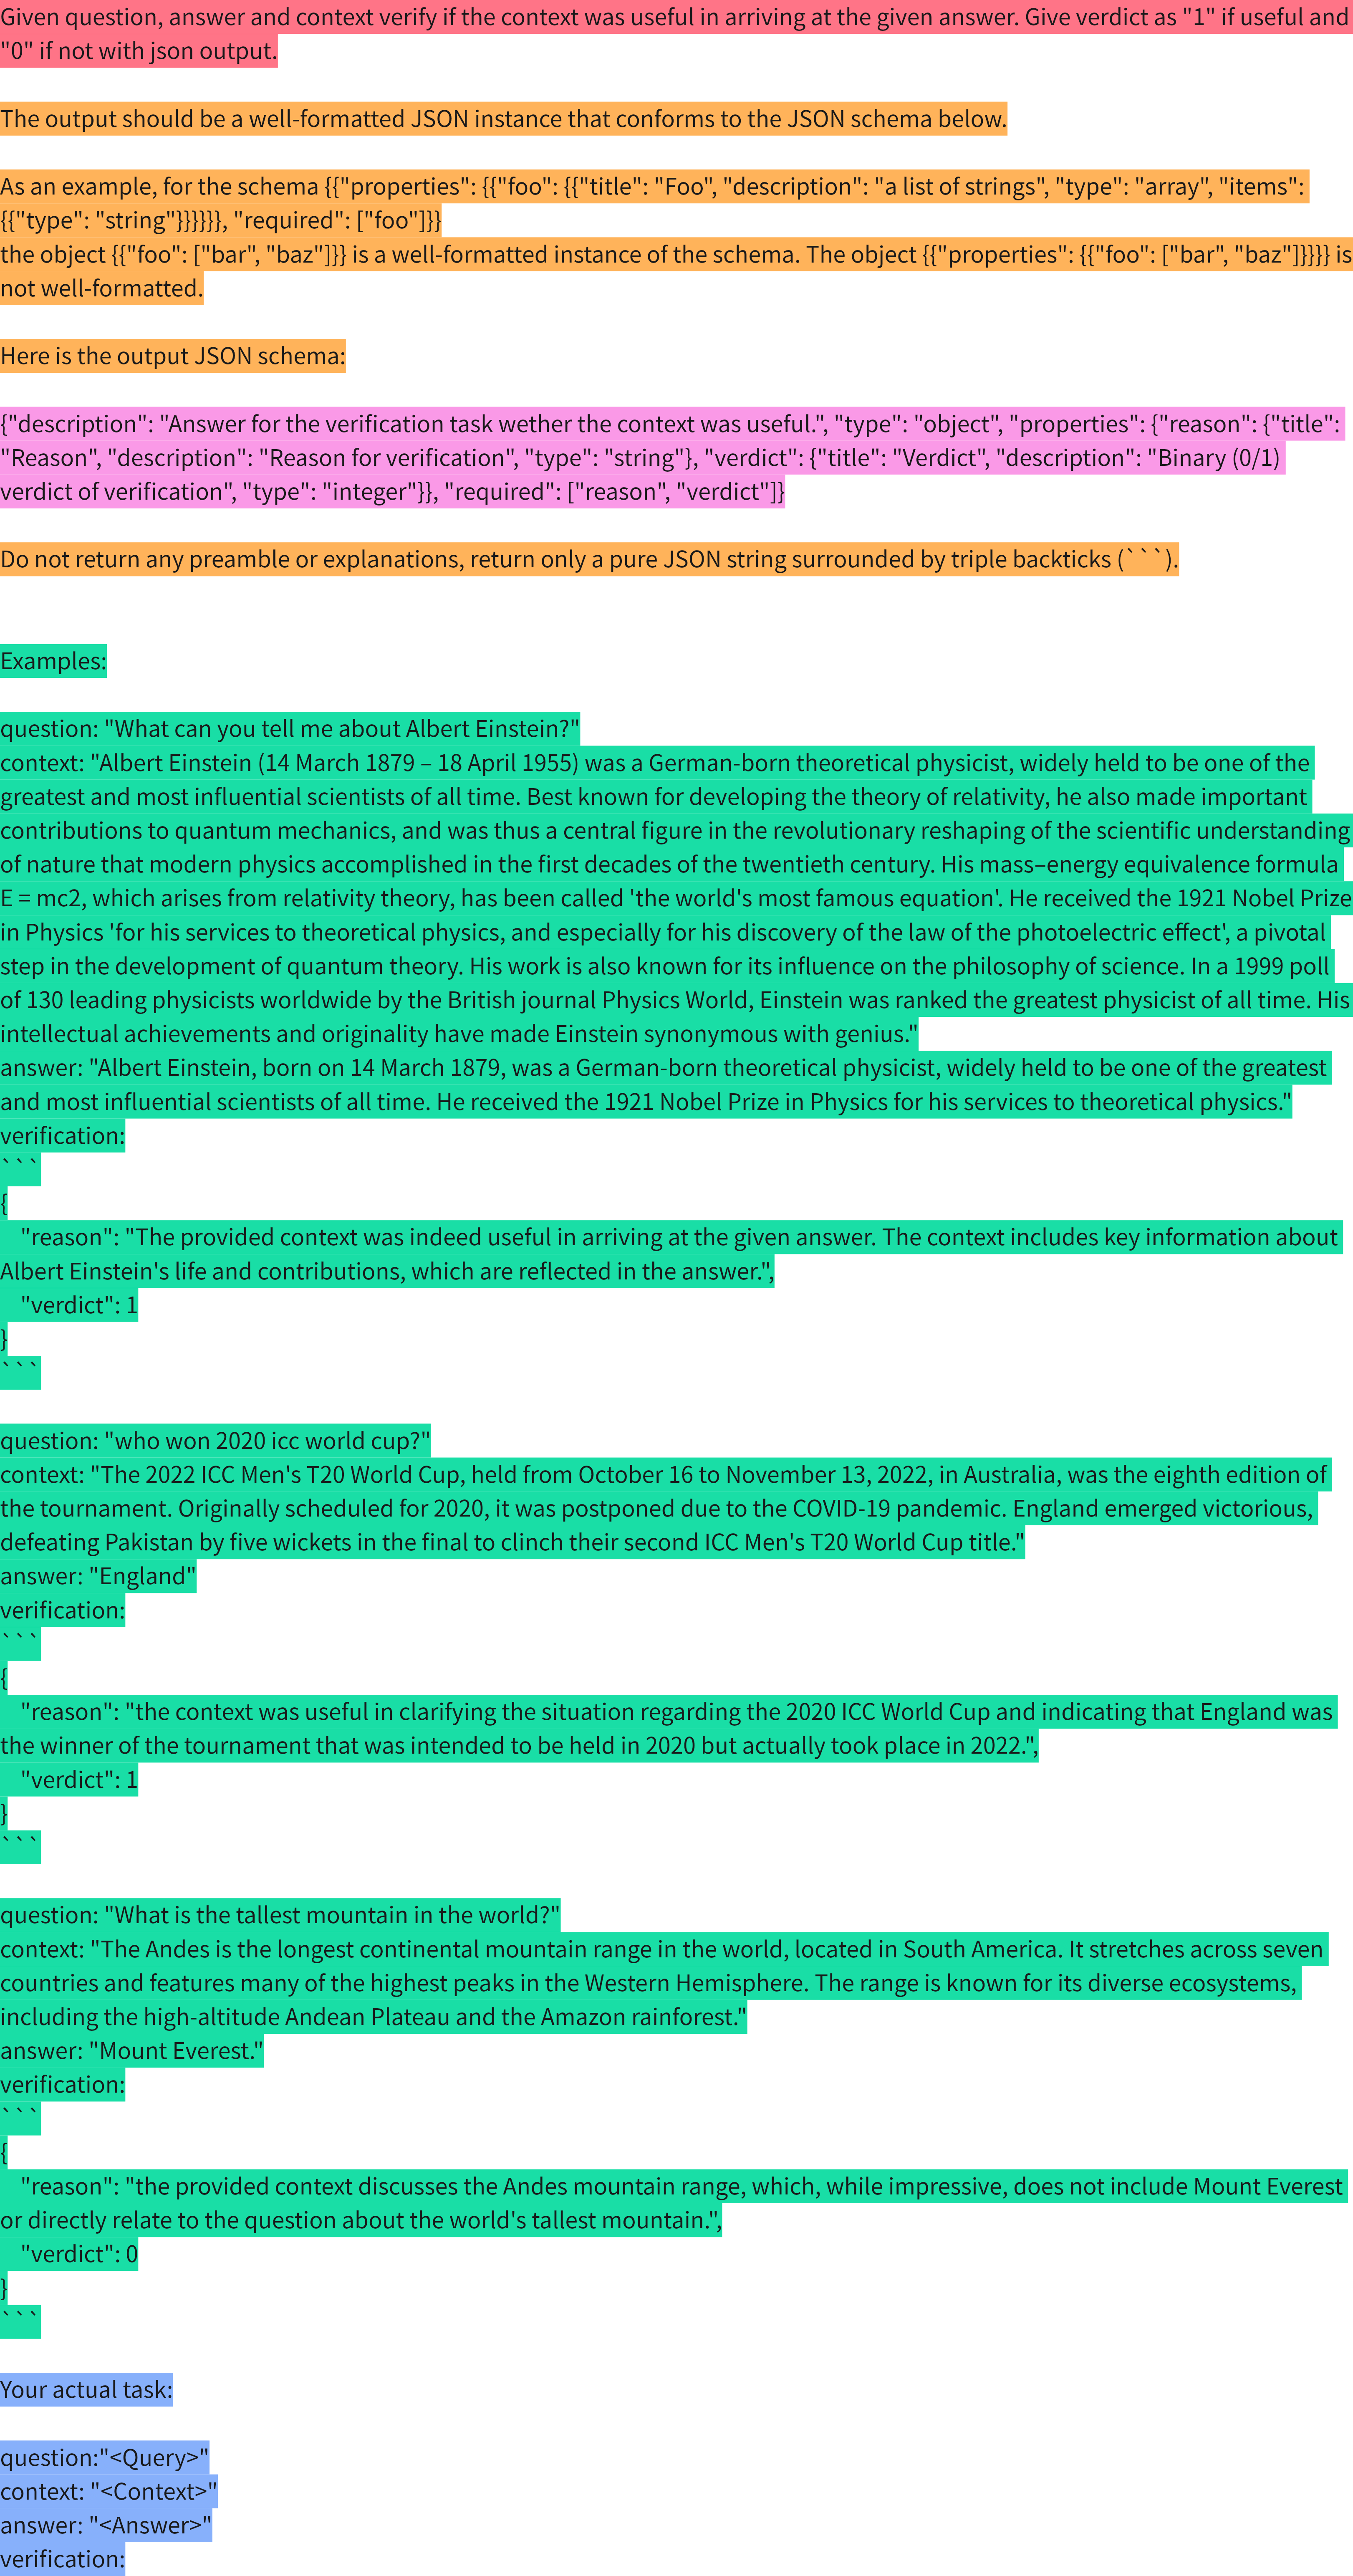 Given question, answer and context verify if the context was useful in arriving at the given answer. Give verdict as "1" if useful and
"0" if not with json output.
The output should be a well-formatted JSON instance that conforms to the JSON schema below.
As an example, for the schema {{"properties": {{"foo": {{"title": "Foo", "description": "a list of strings", "type": "array", "items":
{{"type": "string"}}}}}}, "required": ["foo"]}}
the object {{"foo": ["bar", "baz"]}} is a well-formatted instance of the schema. The object {{"properties": {{"foo": ["bar", "baz"]}}}} is
not well-formatted.
Here is the output JSON schema:
{"description": "Answer for the verification task wether the context was useful.", "type": "object", "properties": {"reason": {"title":
"Reason", "description": "Reason for verification", "type": "string"}, "verdict": {"title": "Verdict", "description": "Binary (0/1)
verdict of verification", "type": "integer"}}, "required": ["reason", "verdict"]}
Do not return any preamble or explanations, return only a pure JSON string surrounded by triple backticks (```).
Examples:
question: "What can you tell me about Albert Einstein?"
context: "Albert Einstein (14 March 1879 – 18 April 1955) was a German-born theoretical physicist, widely held to be one of the
greatest and most influential scientists of all time. Best known for developing the theory of relativity, he also made important
contributions to quantum mechanics, and was thus a central figure in the revolutionary reshaping of the scientific understanding
of nature that modern physics accomplished in the first decades of the twentieth century. His mass–energy equivalence formula
E = mc2, which arises from relativity theory, has been called 'the world's most famous equation'. He received the 1921 Nobel Prize
in Physics 'for his services to theoretical physics, and especially for his discovery of the law of the photoelectric effect', a pivotal
step in the development of quantum theory. His work is also known for its influence on the philosophy of science. In a 1999 poll
of 130 leading physicists worldwide by the British journal Physics World, Einstein was ranked the greatest physicist of all time. His
intellectual achievements and originality have made Einstein synonymous with genius."
answer: "Albert Einstein, born on 14 March 1879, was a German-born theoretical physicist, widely held to be one of the greatest
and most influential scientists of all time. He received the 1921 Nobel Prize in Physics for his services to theoretical physics."
verification:
```
{
"reason": "The provided context was indeed useful in arriving at the given answer. The context includes key information about
Albert Einstein's life and contributions, which are reflected in the answer.",
"verdict": 1
}
```
question: "who won 2020 icc world cup?"
context: "The 2022 ICC Men's T20 World Cup, held from October 16 to November 13, 2022, in Australia, was the eighth edition of
the tournament. Originally scheduled for 2020, it was postponed due to the COVID-19 pandemic. England emerged victorious,
defeating Pakistan by five wickets in the final to clinch their second ICC Men's T20 World Cup title."
answer: "England"
verification:
```
{
"reason": "the context was useful in clarifying the situation regarding the 2020 ICC World Cup and indicating that England was
the winner of the tournament that was intended to be held in 2020 but actually took place in 2022.",
"verdict": 1
}
```
question: "What is the tallest mountain in the world?"
context: "The Andes is the longest continental mountain range in the world, located in South America. It stretches across seven
countries and features many of the highest peaks in the Western Hemisphere. The range is known for its diverse ecosystems,
including the high-altitude Andean Plateau and the Amazon rainforest."
answer: "Mount Everest."
verification:
```
{
"reason": "the provided context discusses the Andes mountain range, which, while impressive, does not include Mount Everest
or directly relate to the question about the world's tallest mountain.",
"verdict": 0
}
```
Your actual task:
question:"<Query>"
context: "<Context>"
answer: "<Answer>"
verification: